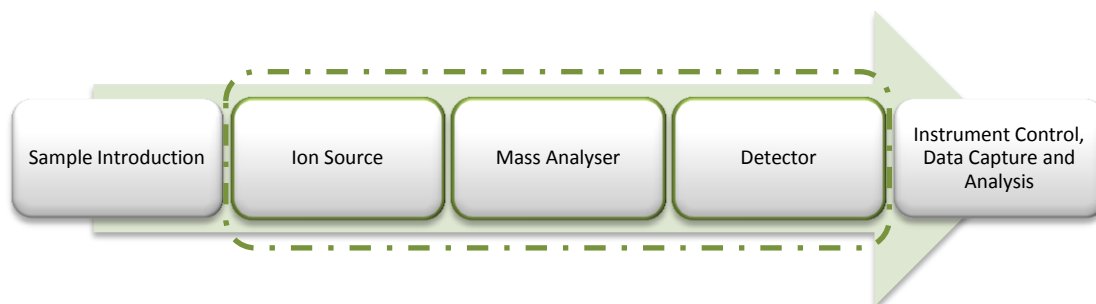 Sample Introduction
Ion Source
Mass Analyser
Detector
Instrument Control,
Data Capture and
Analysis